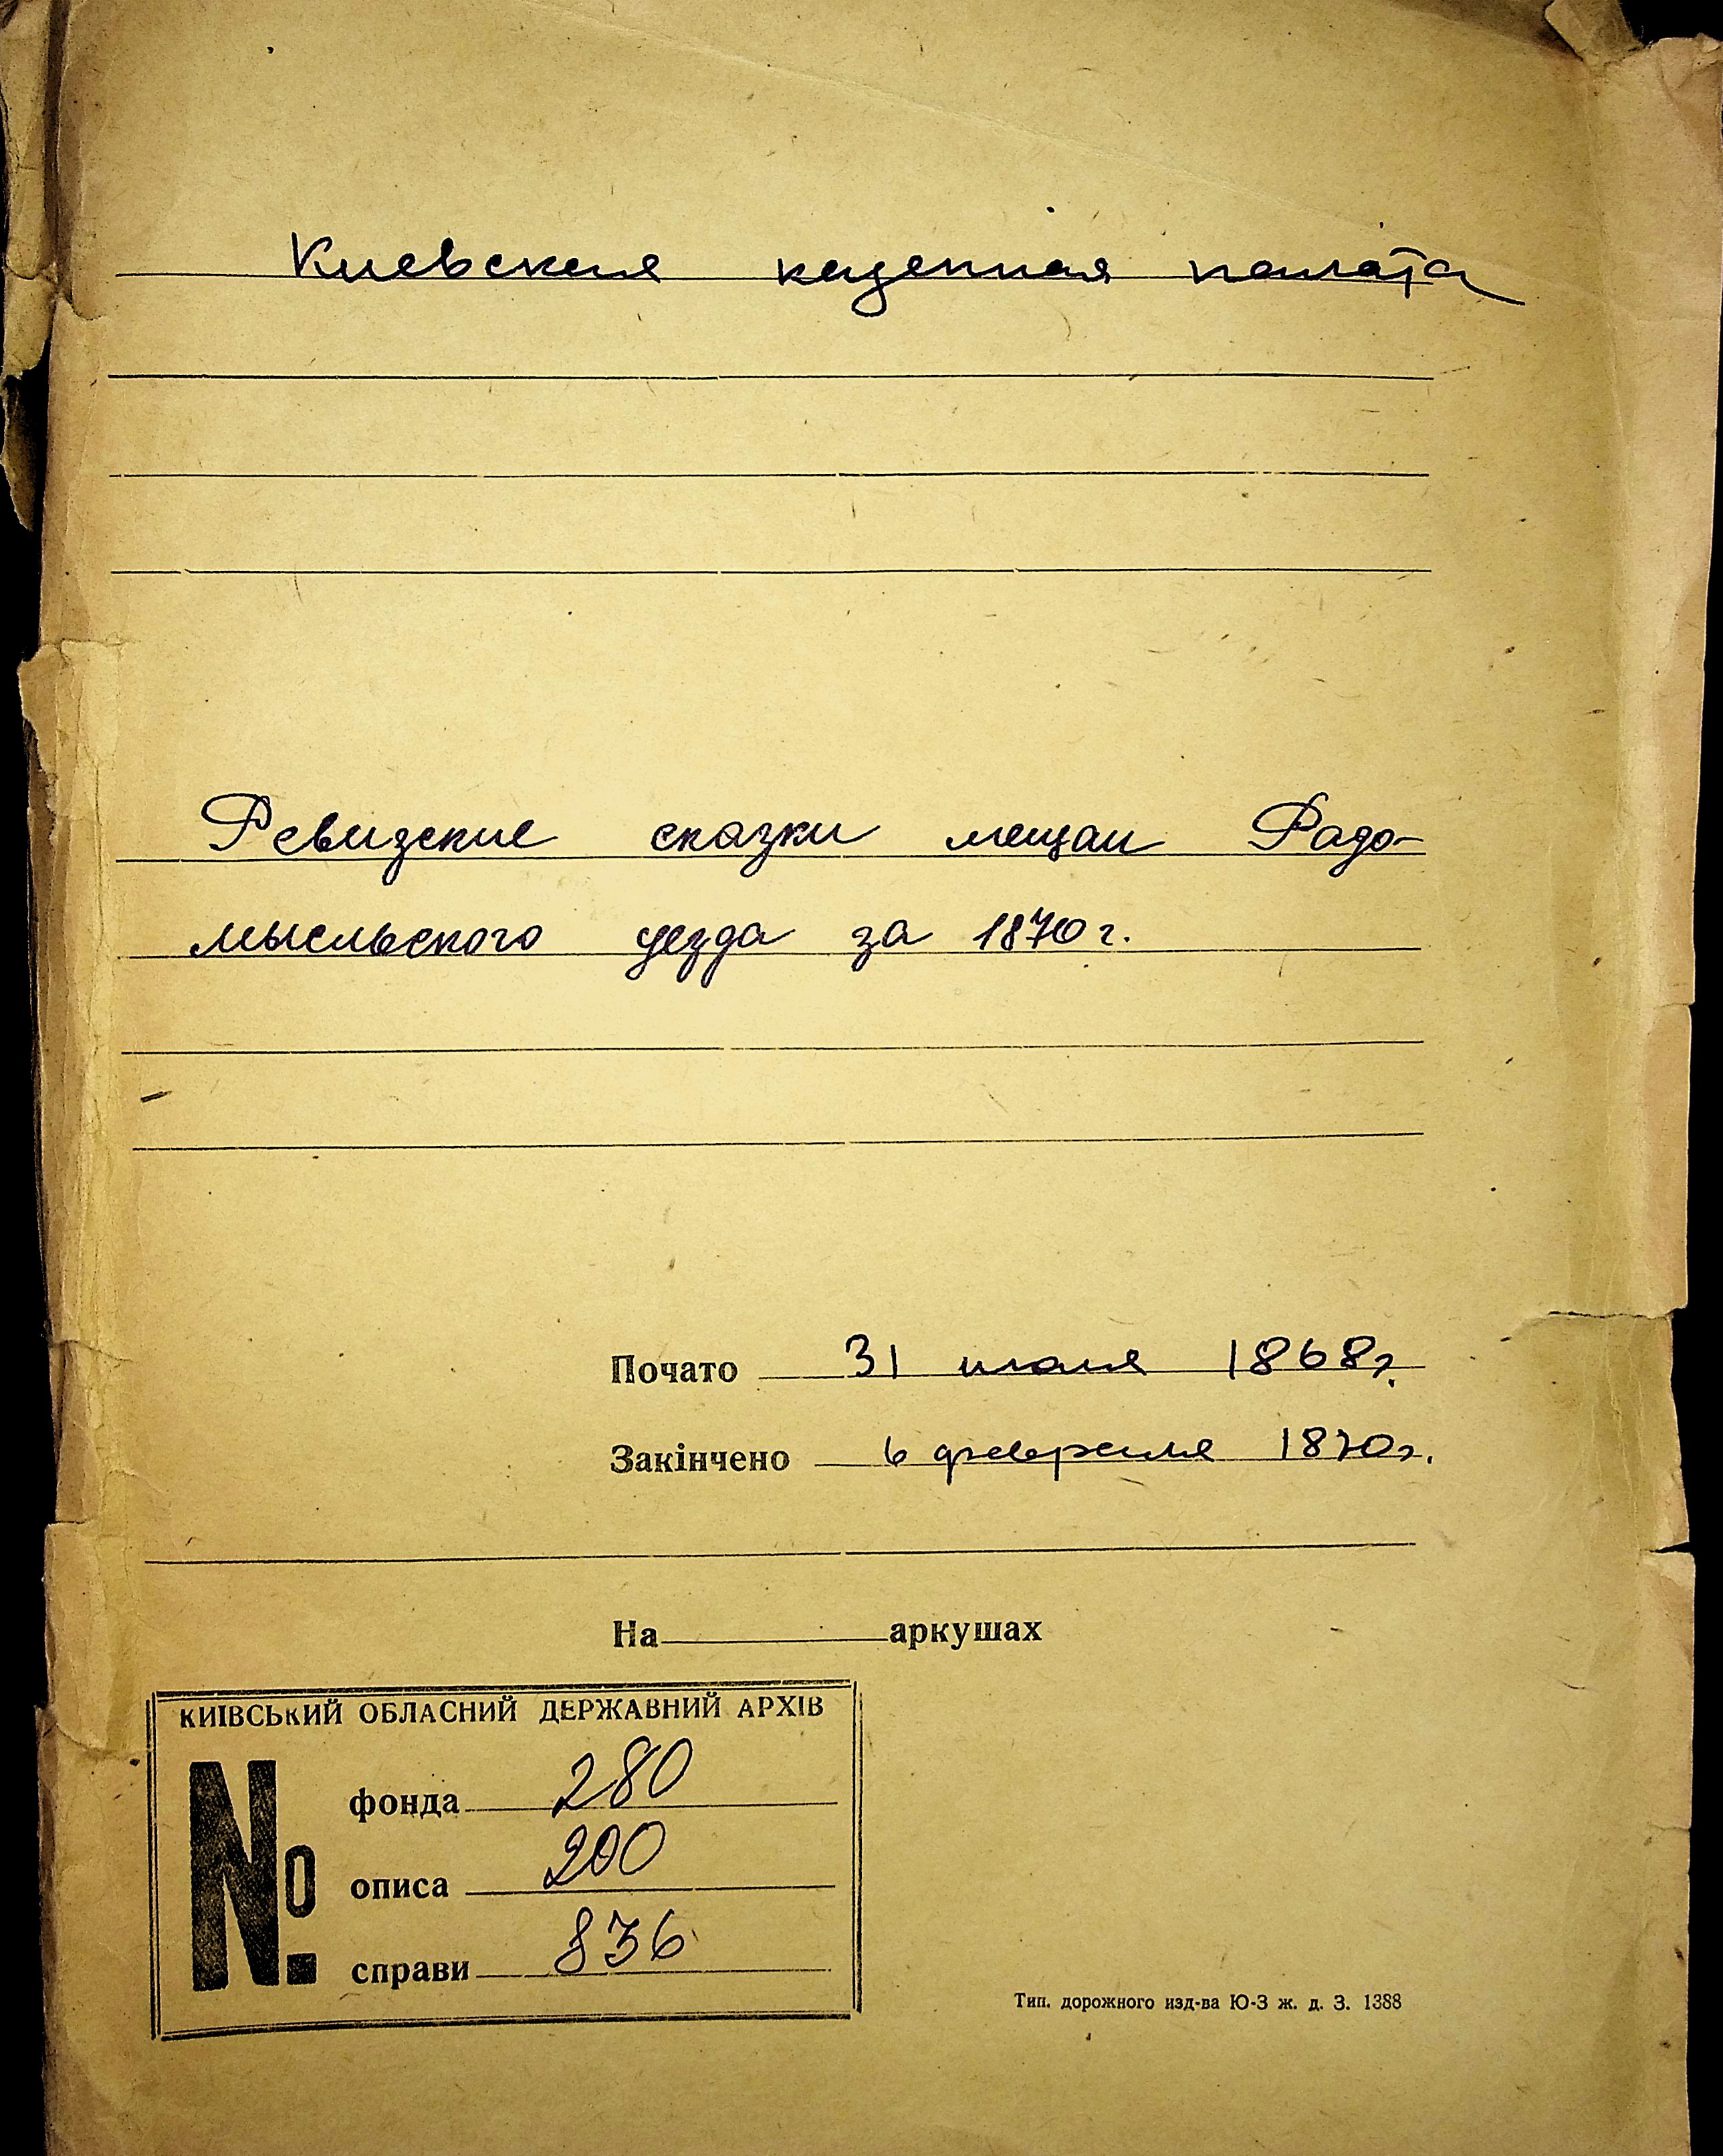 Киевская казенная палата
Ревизские сказки мещан Радо-
мысльского уезда за 1870 г.
Почато 31 июля 1868 г.
Закінчено 6 февраля 1870 г.
На аркушах
КИЇВСЬКИЙ ОБЛАСНИЙ ДЕРЖАВНИЙ АРХІВ
№
фонда 280
описа 200
справи 836
Тип. дорожного изд-ва Ю-З ж. д. З. 1388